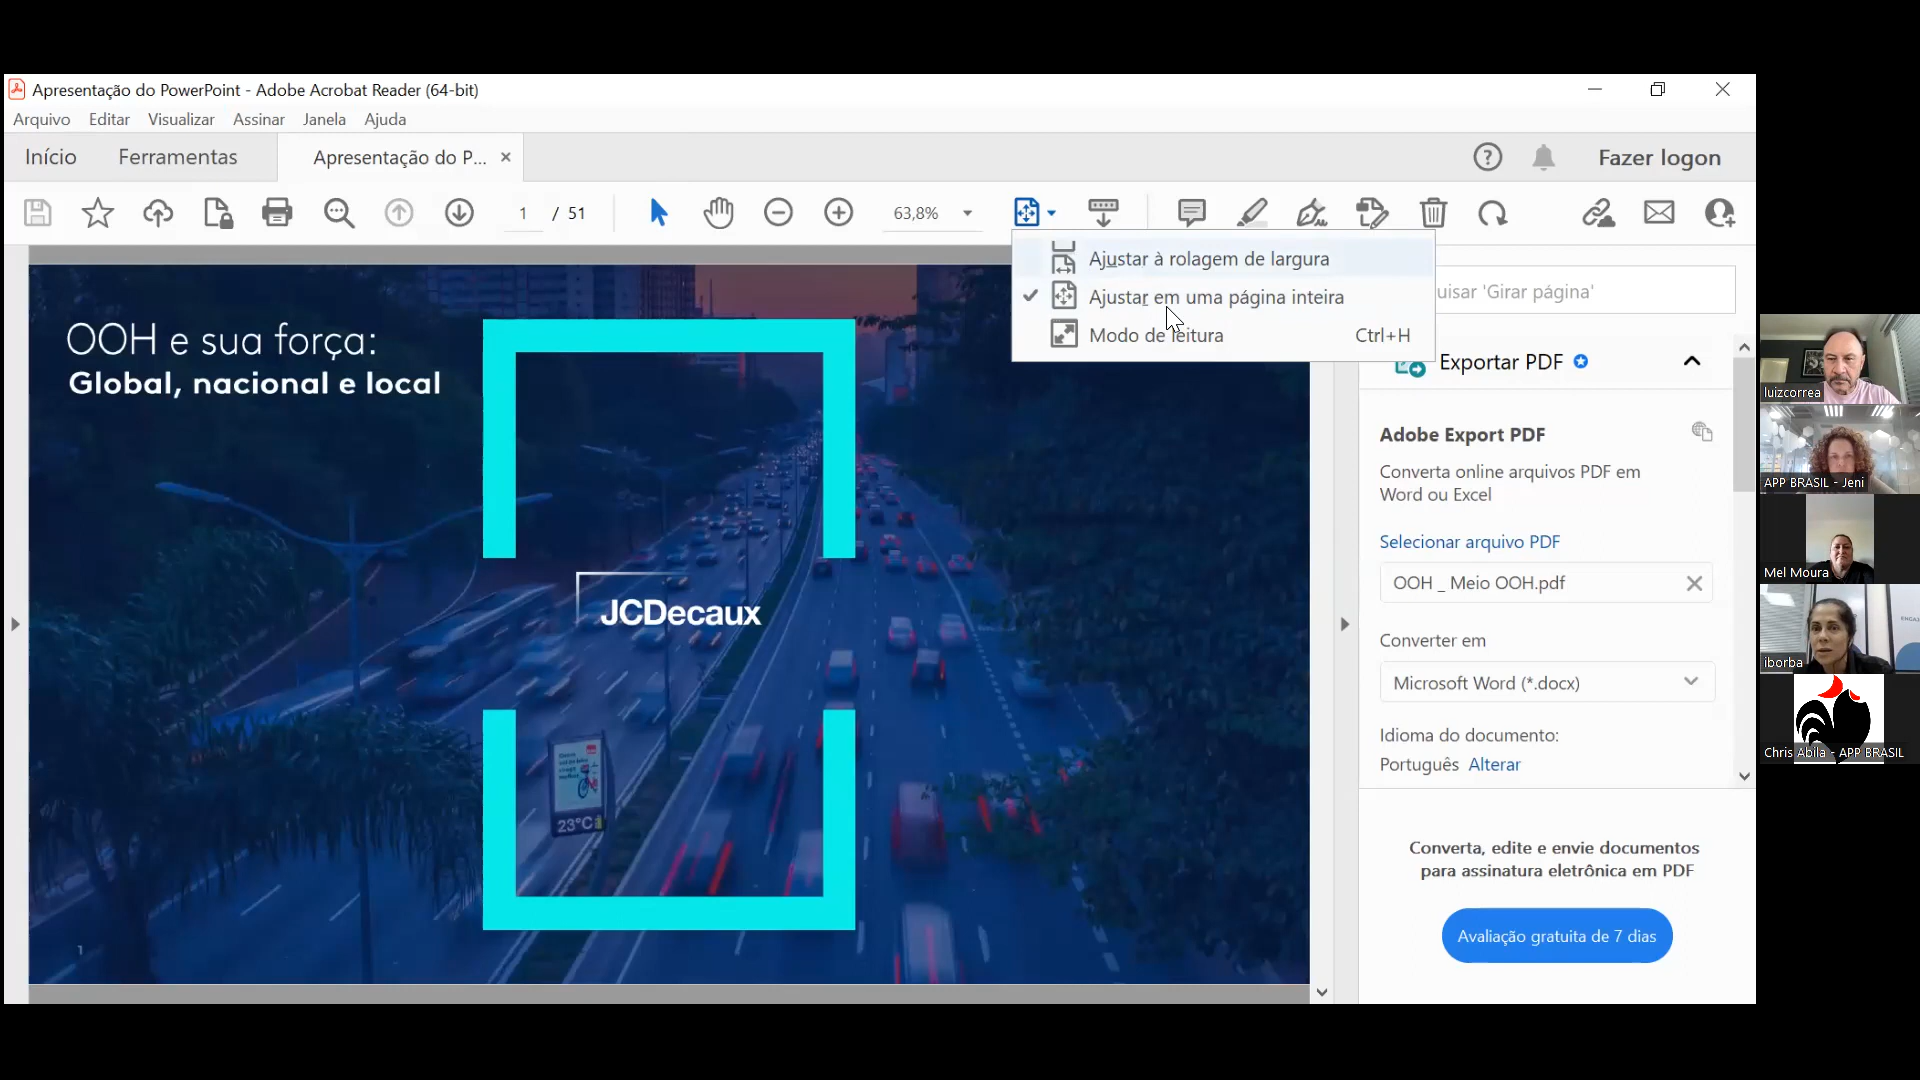 Apresentação do PowerPoint - Adobe Acrobat Reader (64-bit)
Arquivo Editar Visualizar Assinar Janela Ajuda
Início Ferramentas Apresentação do P... Fazer logon
1 / 51 63,8%
Ajustar à rolagem de largura
Ajustar em uma página inteira
Modo de leitura Ctrl+H
uisar 'Girar página'
OOH e sua força:
Global, nacional e local
JCDecaux
23°C
1
Exportar PDF
Adobe Export PDF
Converta online arquivos PDF em
Word ou Excel
Selecionar arquivo PDF
OOH _ Meio OOH.pdf
Converter em
Microsoft Word (*.docx)
Idioma do documento:
Português Alterar
Converta, edite e envie documentos
para assinatura eletrônica em PDF
Avaliação gratuita de 7 dias
luizcorrea
APP BRASIL - Jeni
Mel Moura
iborba
Chris Abila - APP BRASIL